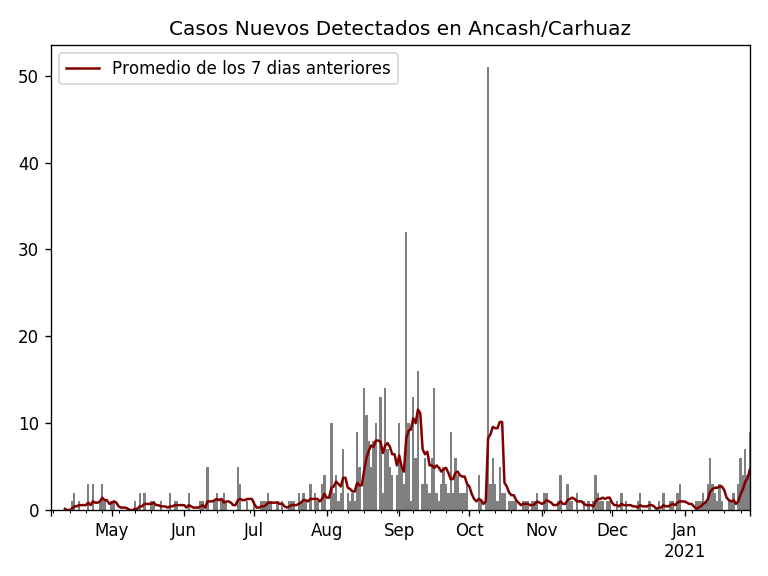 Casos Nuevos Detectados en Ancash/Carhuaz
Promedio de los 7 dias anteriores
50
40
30
20
10
0
May Jun Jul Aug Sep Oct Nov Dec Jan
2021